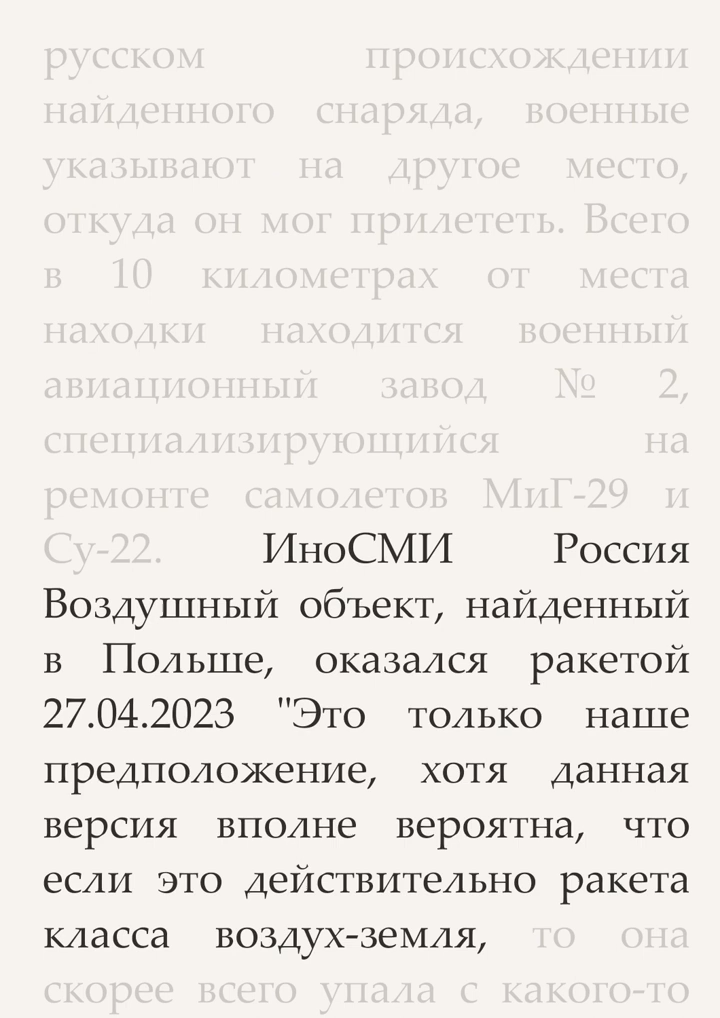 русском происхождении
найденного снаряда, военные
указывают на другое место,
откуда он мог прилететь. Всего
в 10 километрах от места
находки находится военный
авиационный завод № 2,
специализирующийся на
ремонте самолетов МиГ-29 и
Су-22. ИноСМИ Россия
Воздушный объект, найденный
в Польше, оказался ракетой
27.04.2023 "Это только наше
предположение, хотя данная
версия вполне вероятна, что
если это действительно ракета
класса воздух-земля, то она
скорее всего упала с какого-то